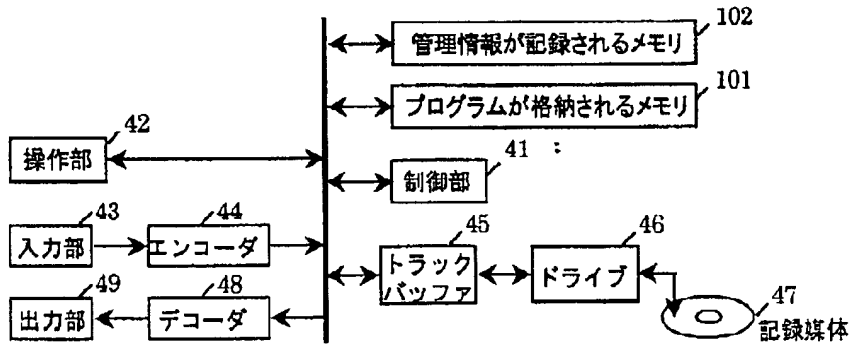 102
管理情報が記録されるメモリ
101
プログラムが格納されるメモリ
42
操作部
41 :
制御部
43
入力部
44
エンコーダ
45
トラック
バッファ
46
ドライブ
47
記録媒体
49
出力部
48
デコーダ